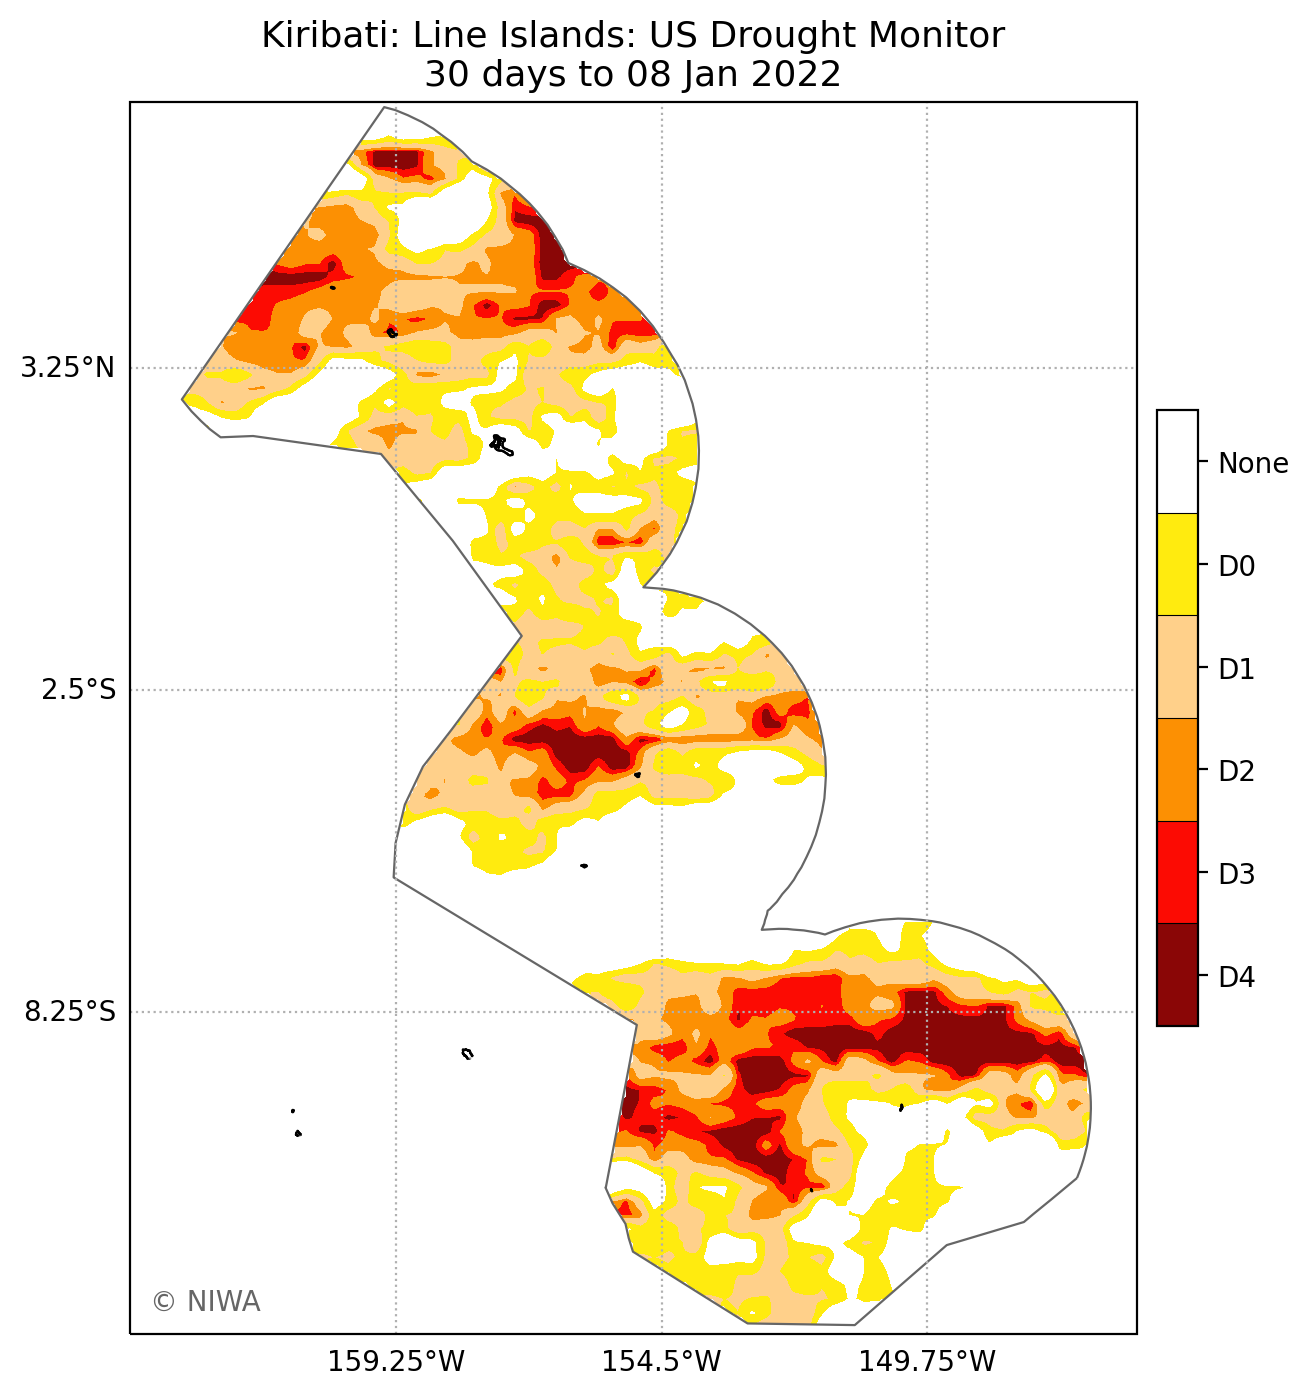 Kiribati: Line Islands: US Drought Monitor
30 days to 08 Jan 2022
3.25°N
2.5°S
8.25°S
159.25°W
154.5°W
149.75°W
None
D0
D1
D2
D3
D4
© NIWA